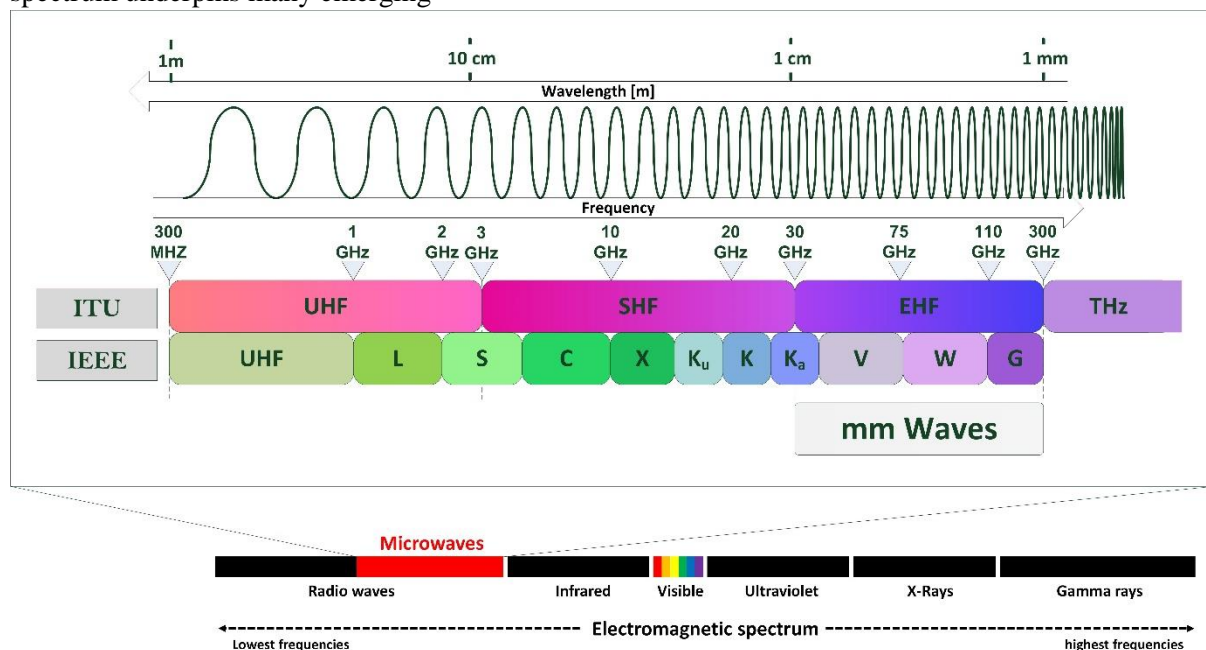 spectrum underpins many emerging
1m 10 cm 1 cm 1 mm
Wavelength [m]
Frequency
300 MHZ 1 GHz 2 GHz 3 GHz 10 GHz 20 GHz 30 GHz 75 GHz 110 GHz 300 GHz
ITU UHF SHF EHF THz
IEEE UHF L S C X Ku K Ka V W G
mm Waves
Microwaves
Radio waves Infrared Visible Ultraviolet X-Rays Gamma rays
Electromagnetic spectrum
Lowest frequencies highest frequencies